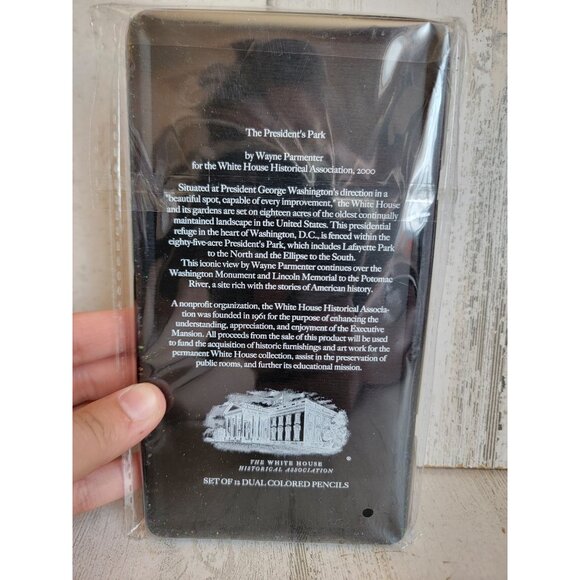 The President's Park
by Wayne Parmenter
for the White House Historical Association, 2000
Situated at President George Washington's direction in a
"beautiful spot, capable of every improvement," the White House
and its gardens are set on eighteen acres of the oldest continually
maintained landscape in the United States. This presidential
refuge in the heart of Washington, D.C., is fenced within the
eighty-five-acre President's Park, which includes Lafayette Park
to the North and the Ellipse to the South.
This iconic view by Wayne Parmenter continues over the
Washington Monument and Lincoln Memorial to the Potomac
River, a site rich with the stories of American history.
A nonprofit organization, the White House Historical Associa-
tion was founded in 1961 for the purpose of enhancing the
understanding, appreciation, and enjoyment of the Executive
Mansion. All proceeds from the sale of this product will be used
to fund the acquisition of historic furnishings and art work for the
permanent White House collection, assist in the preservation of
public rooms, and further its educational mission.
THE WHITE HOUSE
HISTORICAL ASSOCIATION
®
SET OF 12 DUAL COLORED PENCILS